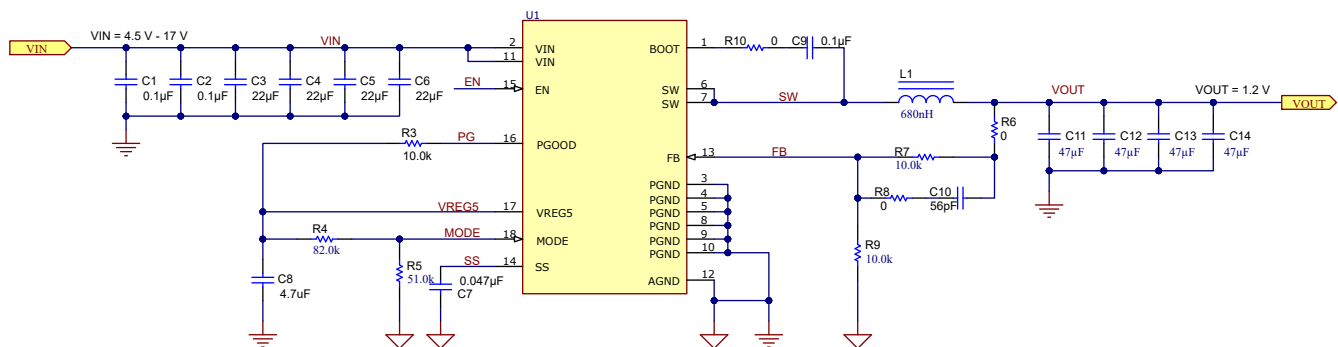 U1
VIN = 4.5 V - 17 V
VIN
VIN
2
VIN
11
VIN
C1
0.1µF
C2
0.1µF
C3
22µF
C4
22µF
C5
22µF
C6
22µF
EN
15
EN
R3
10.0k
PG
16
PGOOD
VREG5
17
VREG5
R4
82.0k
MODE
18
MODE
R5
51.0k
SS
14
SS
0.047µF
C7
C8
4.7uF
BOOT
1
R10
0
C9
0.1µF
SW
6
SW
7
SW
L1
680nH
VOUT
VOUT = 1.2 V
VOUT
R6
0
C11
47µF
C12
47µF
C13
47µF
C14
47µF
FB
13
FB
R7
10.0k
R8
0
C10
56pF
R9
10.0k
PGND
3
PGND
4
PGND
5
PGND
8
PGND
9
PGND
10
AGND
12